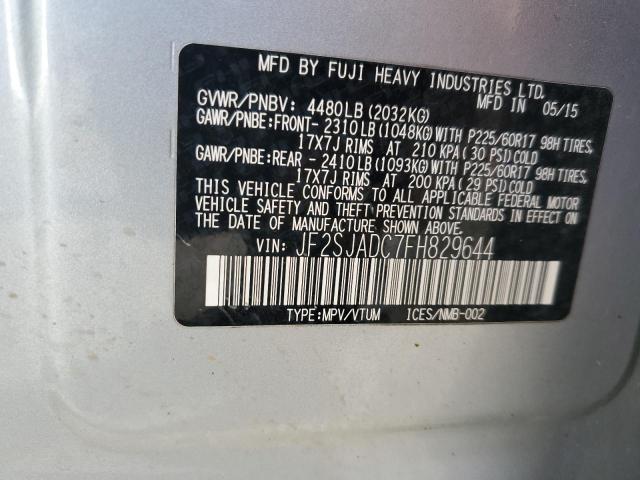 MFD BY FUJI HEAVY INDUSTRIES LTD.
MFD IN 05/15
GVWR/PNBV: 4480LB(2032KG)
GAWR/PNBE:FRONT- 2310LB(1048KG)WITH P225/60R17 98H TIRES,
17X7J RIMS AT 210 KPA(30 PSI)COLD
GAWR/PNBE:REAR - 2410LB(1093KG)WITH P225/60R17 98H TIRES,
17X7J RIMS AT 200 KPA(29 PSI)COLD
THIS VEHICLE CONFORMS TO ALL APPLICABLE FEDERAL MOTOR
VEHICLE SAFETY AND THEFT PREVENTION STANDARDS IN EFFECT ON
THE DATE OF MANUFACTURE SHOWN ABOVE.
VIN: JF2SJADC7FH829644
TYPE:MPV/VTUM ICES/NMB-002